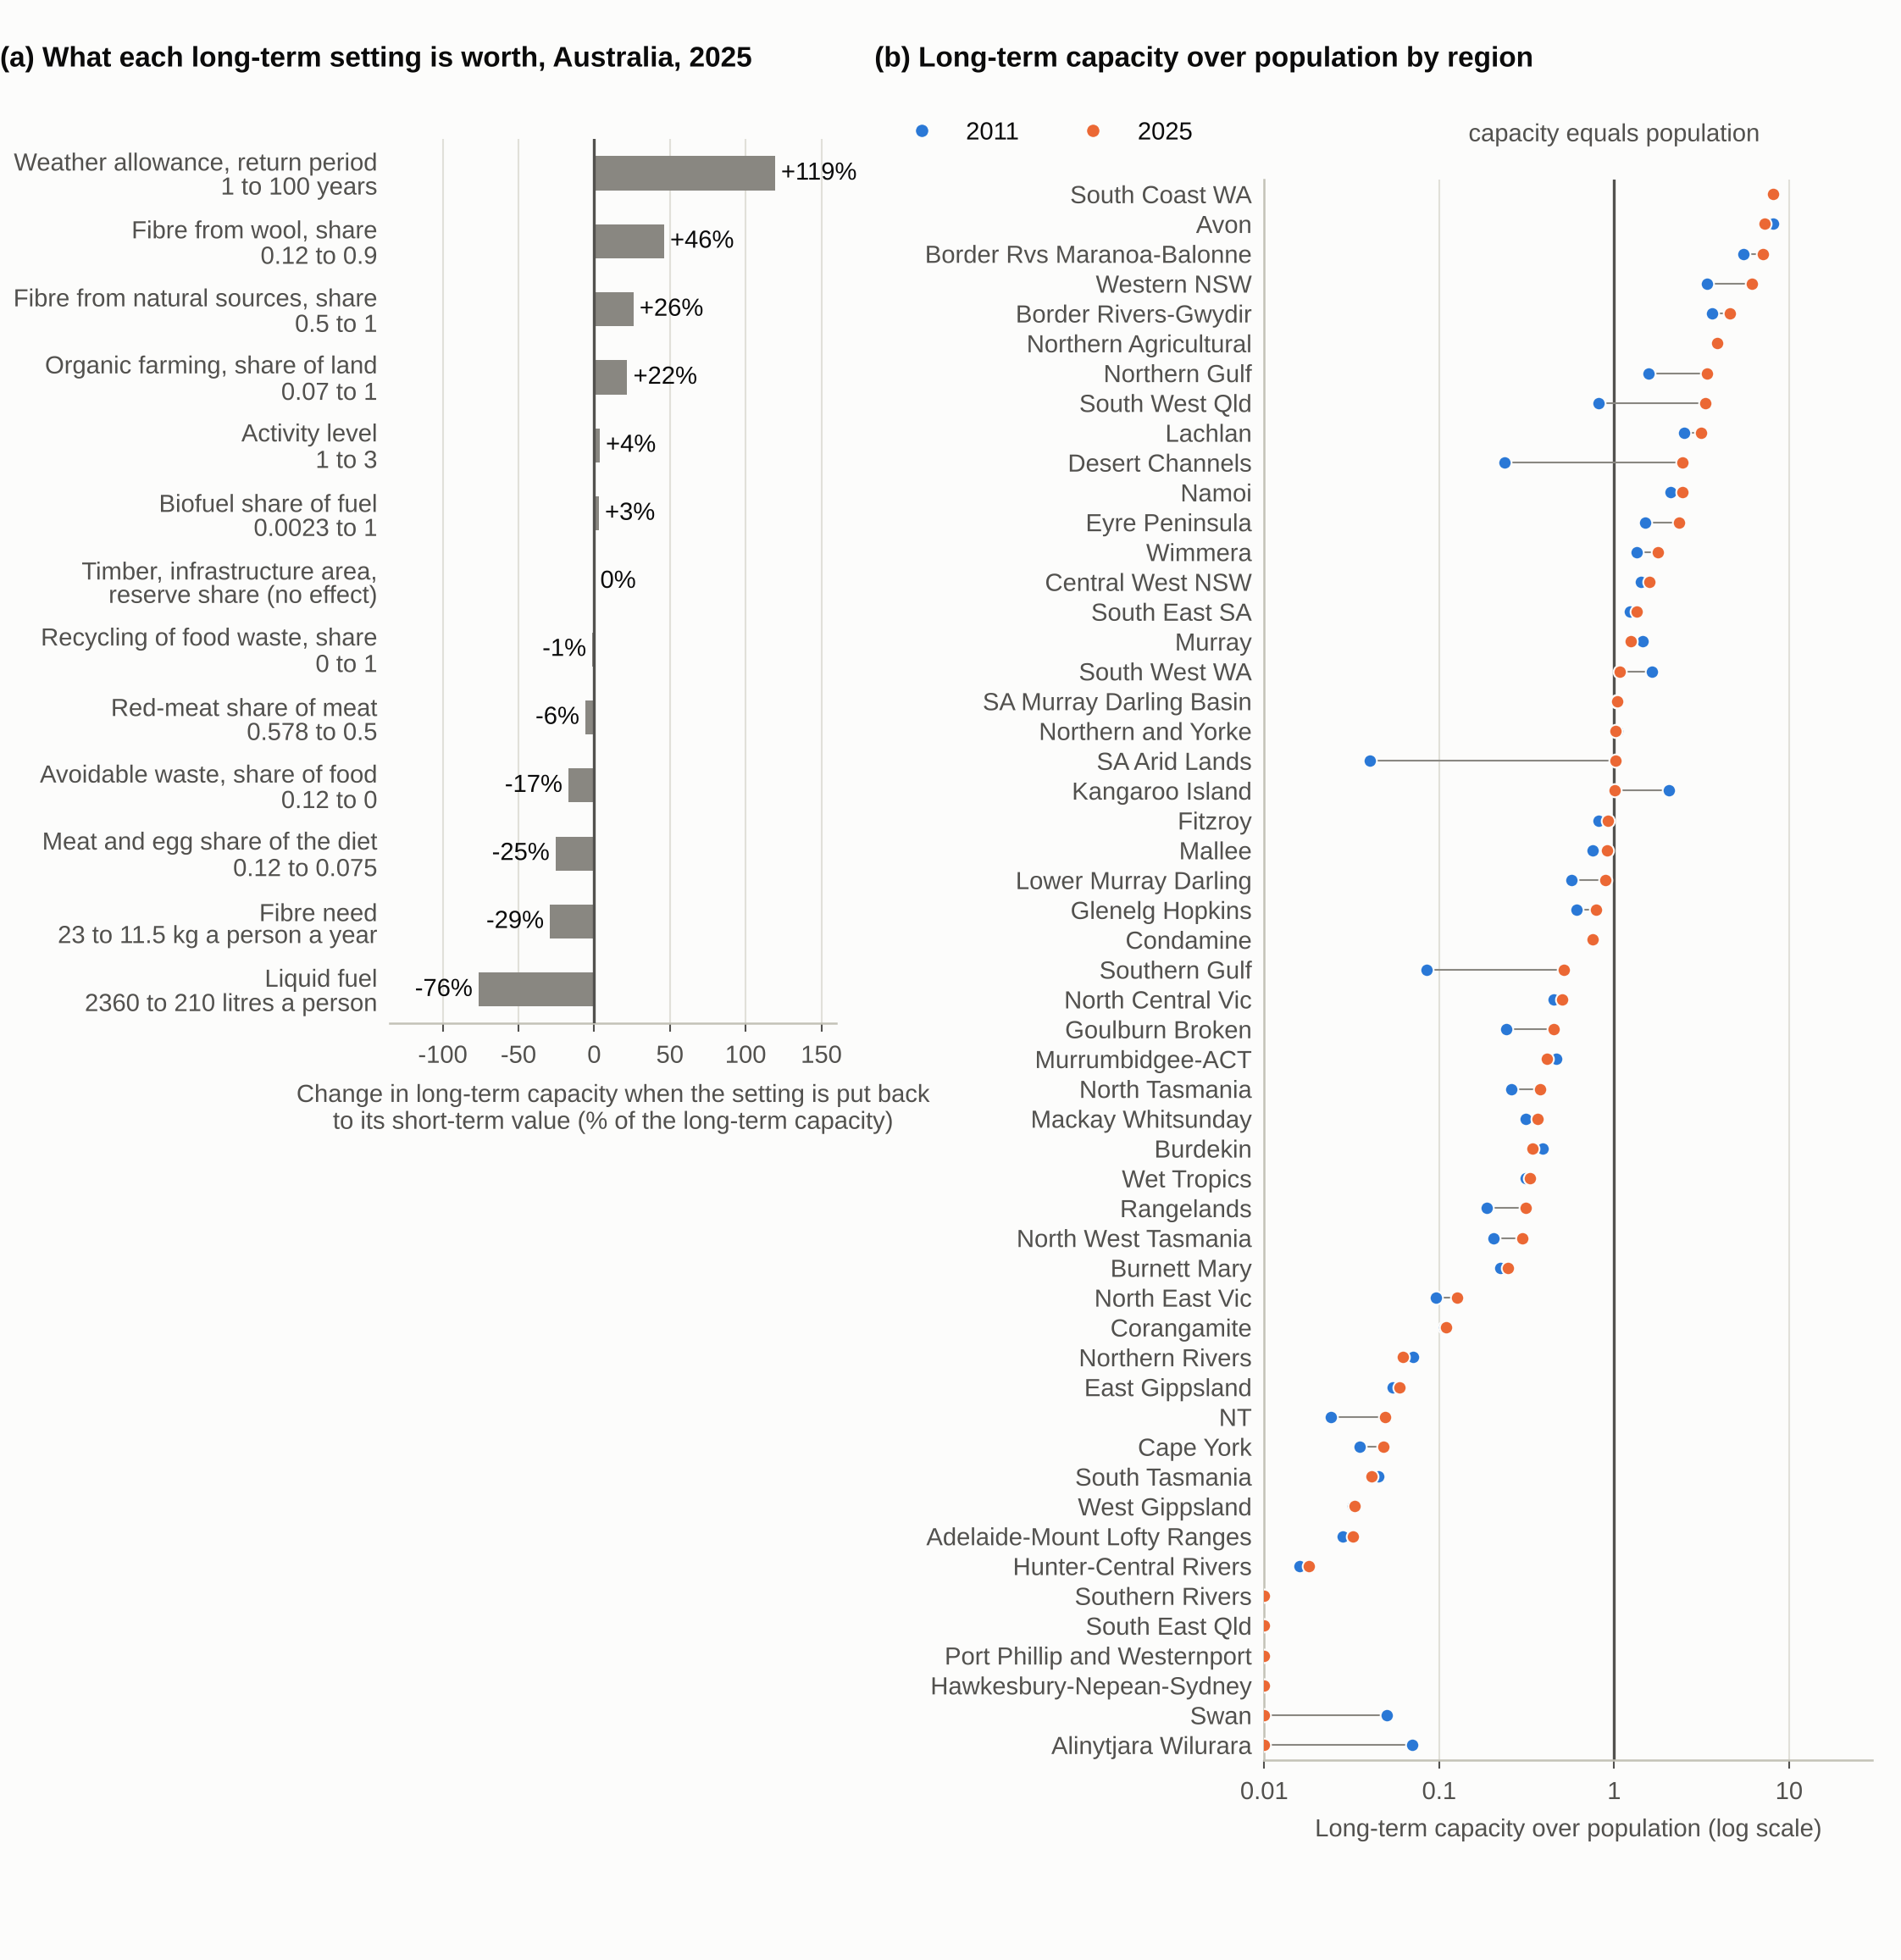 (a) What each long-term setting is worth, Australia, 2025
Weather allowance, return period
1 to 100 years
+119%
Fibre from wool, share
0.12 to 0.9
+46%
Fibre from natural sources, share
0.5 to 1
+26%
Organic farming, share of land
0.07 to 1
+22%
Activity level
1 to 3
+4%
Biofuel share of fuel
0.0023 to 1
+3%
Timber, infrastructure area,
reserve share (no effect)
0%
Recycling of food waste, share
0 to 1
-1%
Red-meat share of meat
0.578 to 0.5
-6%
Avoidable waste, share of food
0.12 to 0
-17%
Meat and egg share of the diet
0.12 to 0.075
-25%
Fibre need
23 to 11.5 kg a person a year
-29%
Liquid fuel
2360 to 210 litres a person
-76%
-100 -50 0 50 100 150
Change in long-term capacity when the setting is put back
to its short-term value (% of the long-term capacity)
(b) Long-term capacity over population by region
2011 2025
capacity equals population
South Coast WA
Avon
Border Rvs Maranoa-Balonne
Western NSW
Border Rivers-Gwydir
Northern Agricultural
Northern Gulf
South West Qld
Lachlan
Desert Channels
Namoi
Eyre Peninsula
Wimmera
Central West NSW
South East SA
Murray
South West WA
SA Murray Darling Basin
Northern and Yorke
SA Arid Lands
Kangaroo Island
Fitzroy
Mallee
Lower Murray Darling
Glenelg Hopkins
Condamine
Southern Gulf
North Central Vic
Goulburn Broken
Murrumbidgee-ACT
North Tasmania
Mackay Whitsunday
Burdekin
Wet Tropics
Rangelands
North West Tasmania
Burnett Mary
North East Vic
Corangamite
Northern Rivers
East Gippsland
NT
Cape York
South Tasmania
West Gippsland
Adelaide-Mount Lofty Ranges
Hunter-Central Rivers
Southern Rivers
South East Qld
Port Phillip and Westernport
Hawkesbury-Nepean-Sydney
Swan
Alinytjara Wilurara
0.01 0.1 1 10
Long-term capacity over population (log scale)